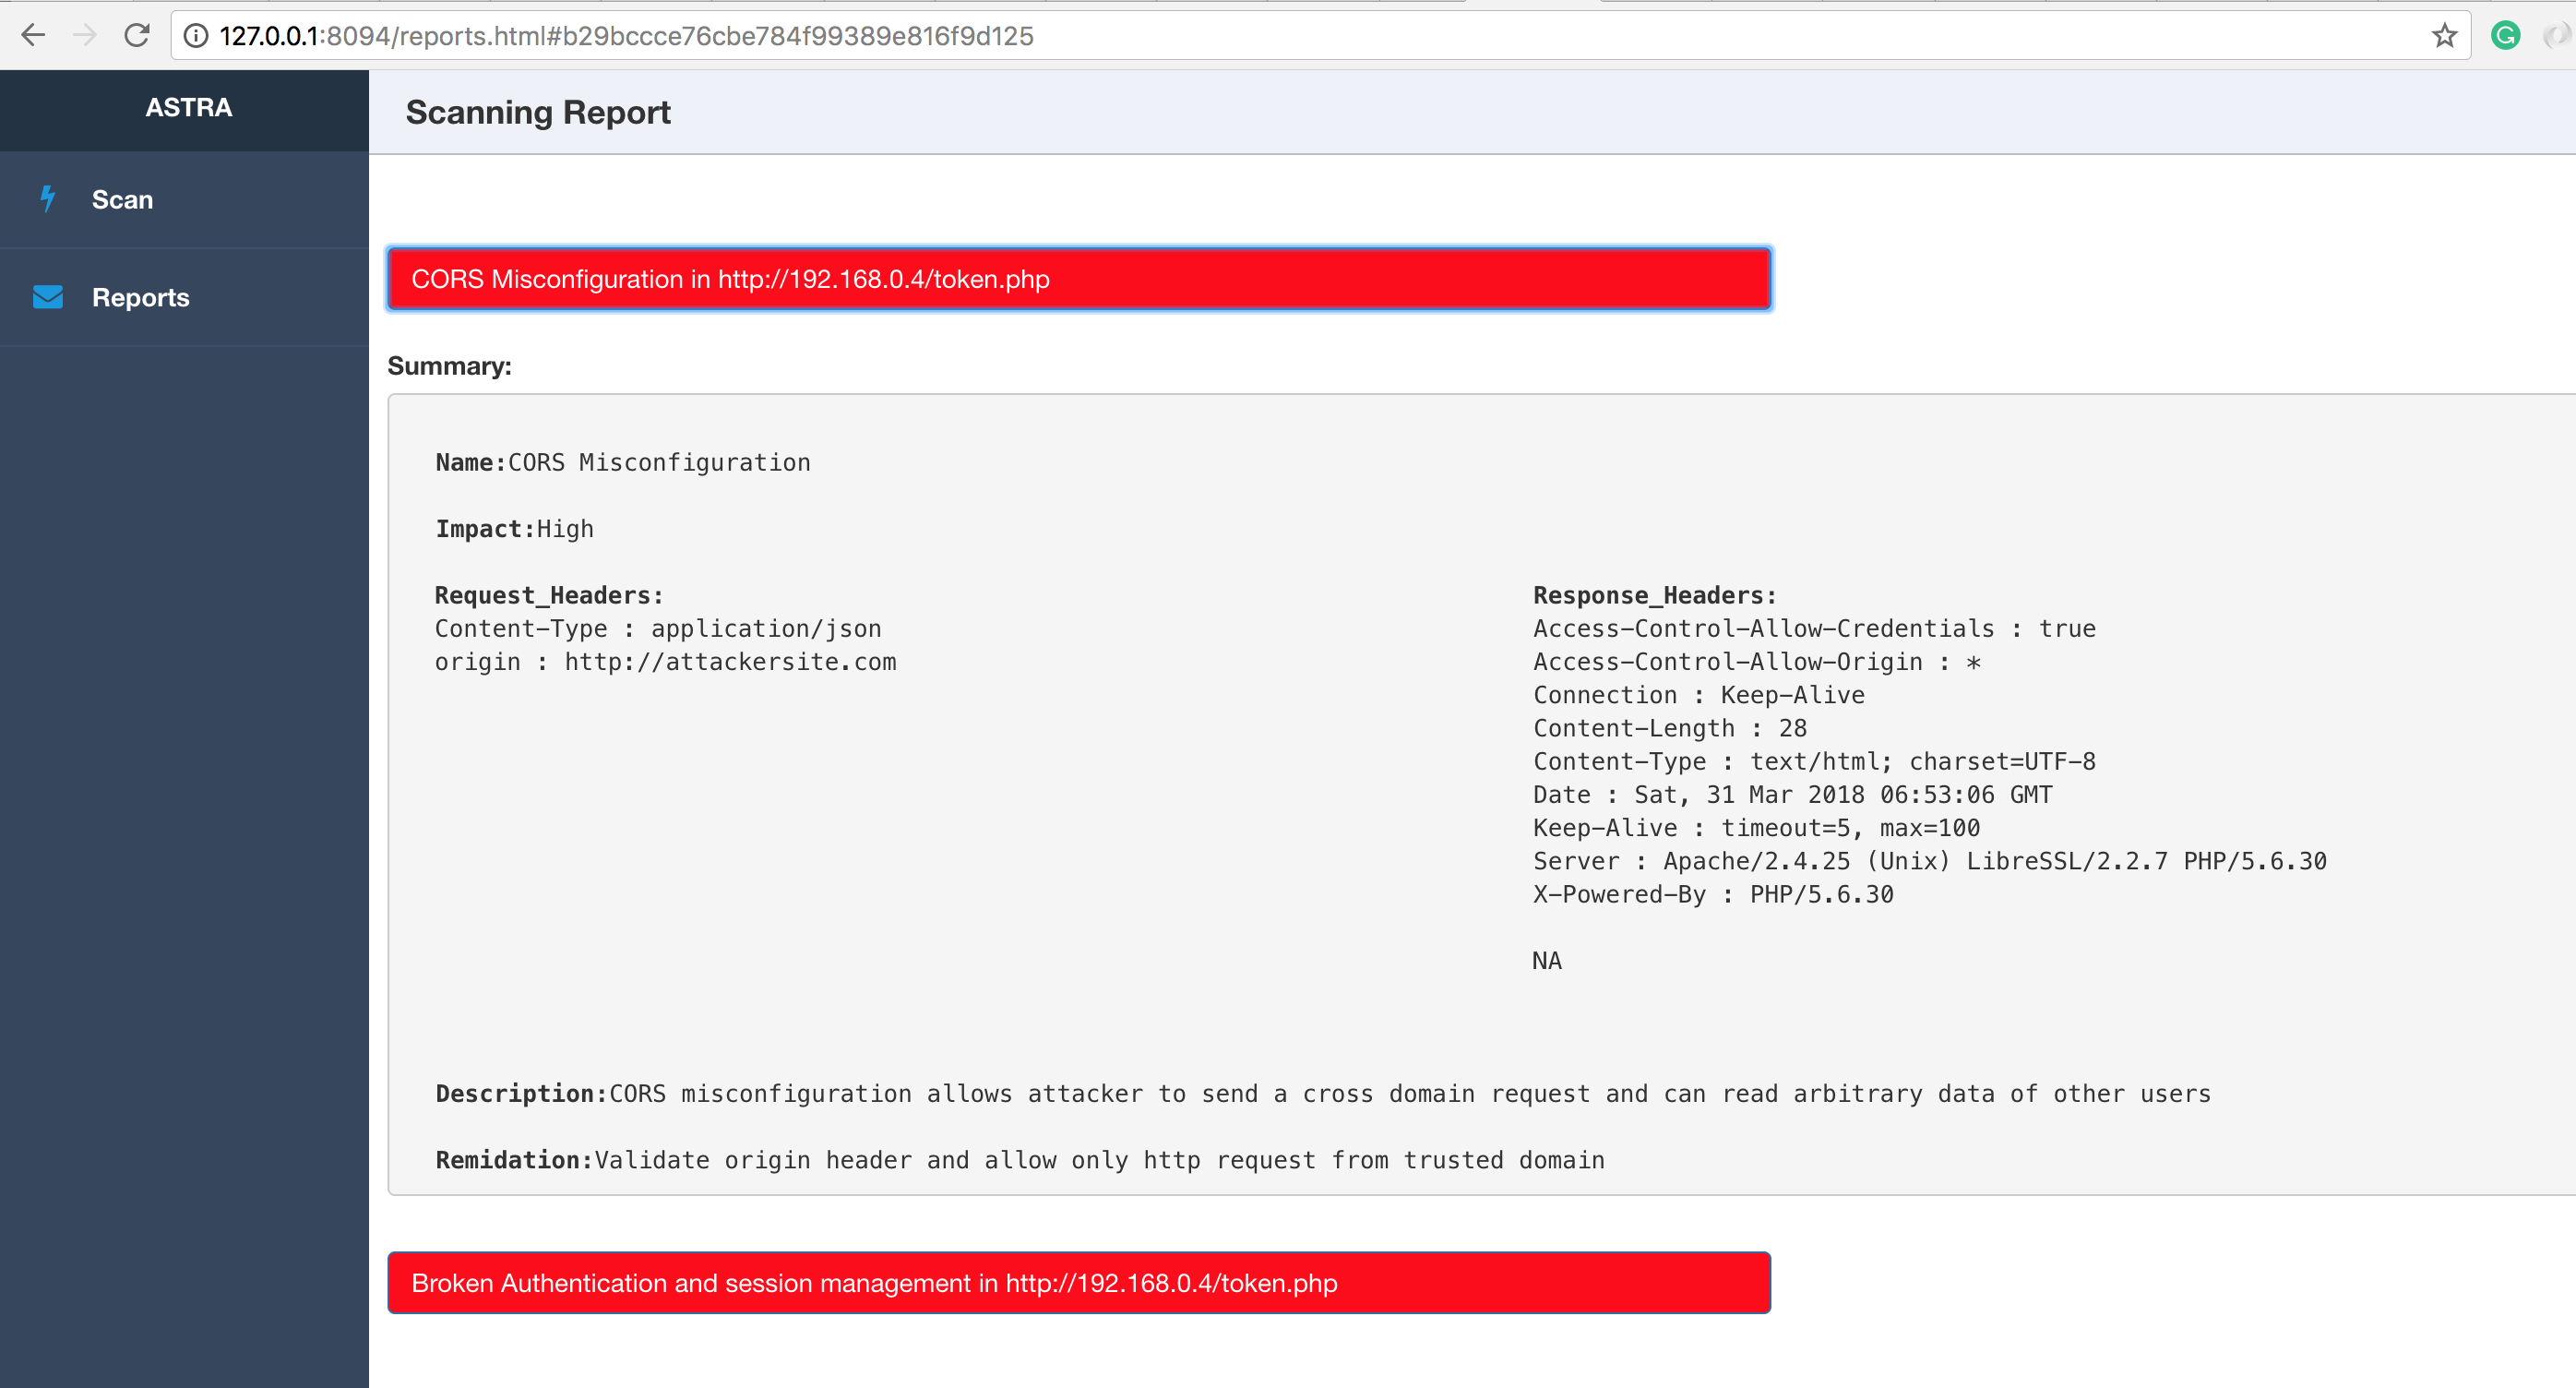 127.0.0.1:8094/reports.html#b29bccce76cbe784f99389e816f9d125
ASTRA
Scanning Report
Scan
Reports
CORS Misconfiguration in http://192.168.0.4/token.php
Summary:
Name:CORS Misconfiguration
Impact:High
Request_Headers:
Content-Type : application/json
origin : http://attackersite.com
Response_Headers:
Access-Control-Allow-Credentials : true
Access-Control-Allow-Origin : *
Connection : Keep-Alive
Content-Length : 28
Content-Type : text/html; charset=UTF-8
Date : Sat, 31 Mar 2018 06:53:06 GMT
Keep-Alive : timeout=5, max=100
Server : Apache/2.4.25 (Unix) LibreSSL/2.2.7 PHP/5.6.30
X-Powered-By : PHP/5.6.30
NA
Description:CORS misconfiguration allows attacker to send a cross domain request and can read arbitrary data of other users
Remidation:Validate origin header and allow only http request from trusted domain
Broken Authentication and session management in http://192.168.0.4/token.php